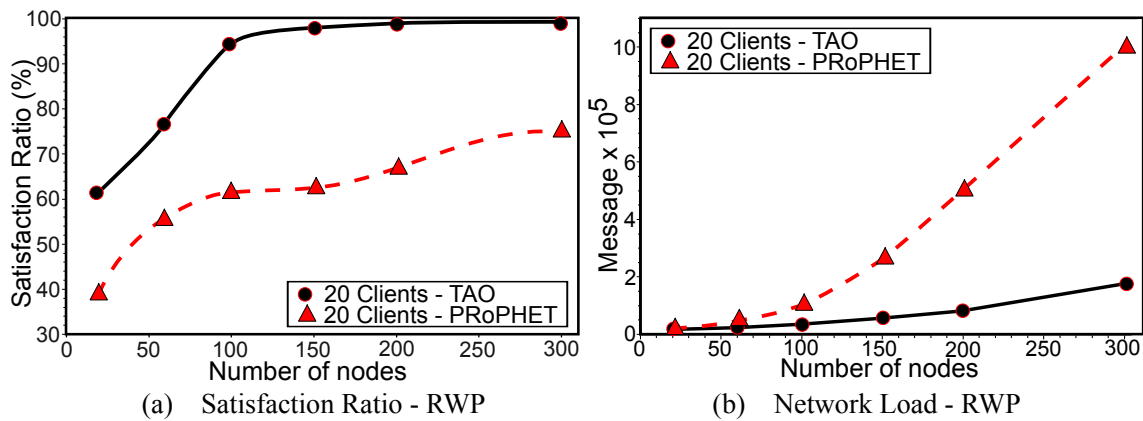 100
90
80
70
60
50
40
30
Satisfaction Ratio (%)
20 Clients - TAO
20 Clients - PRoPHET
0 50 100 150 200 250 300
Number of nodes
(a) Satisfaction Ratio - RWP
10
8
6
4
2
0
Message x 10⁵
20 Clients - TAO
20 Clients - PRoPHET
0 50 100 150 200 250 300
Number of nodes
(b) Network Load - RWP